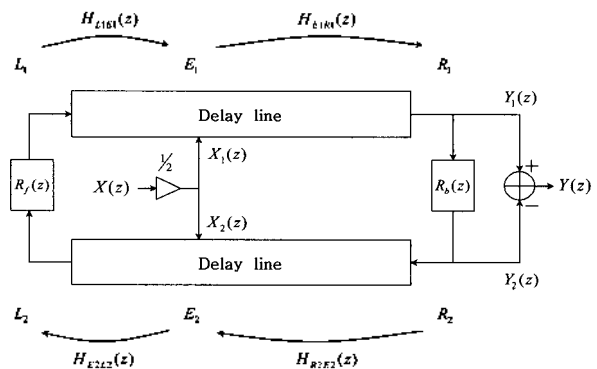 H_{L1E1}(z) H_{E1R1}(z)
L_1 E_1 R_1
Delay line
Y_1(z)
1/2
X_1(z)
R_f(z) X(z) R_b(z) + Y(z)
−
X_2(z)
Delay line
Y_2(z)
L_2 E_2 R_2
H_{E2L2}(z) H_{R2E2}(z)